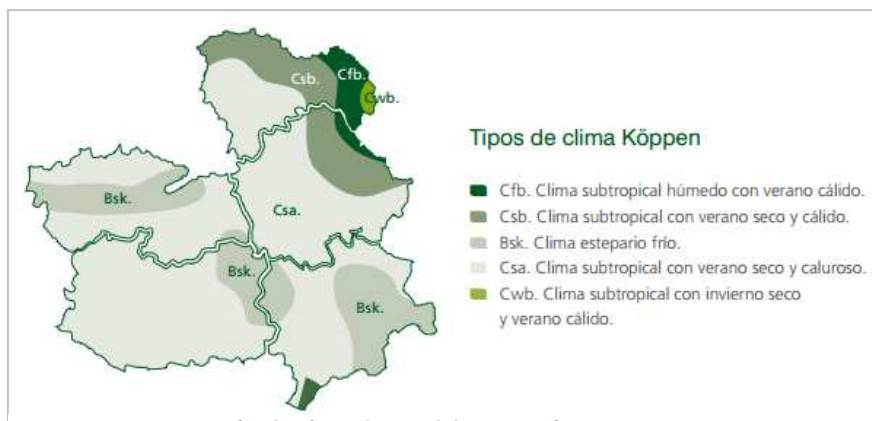 Csb.
Cfb.
Cwb.
Bsk.
Csa.
Bsk.
Bsk.
Tipos de clima Köppen
Cfb. Clima subtropical húmedo con verano cálido.
Csb. Clima subtropical con verano seco y cálido.
Bsk. Clima estepario frío.
Csa. Clima subtropical con verano seco y caluroso.
Cwb. Clima subtropical con invierno seco
y verano cálido.